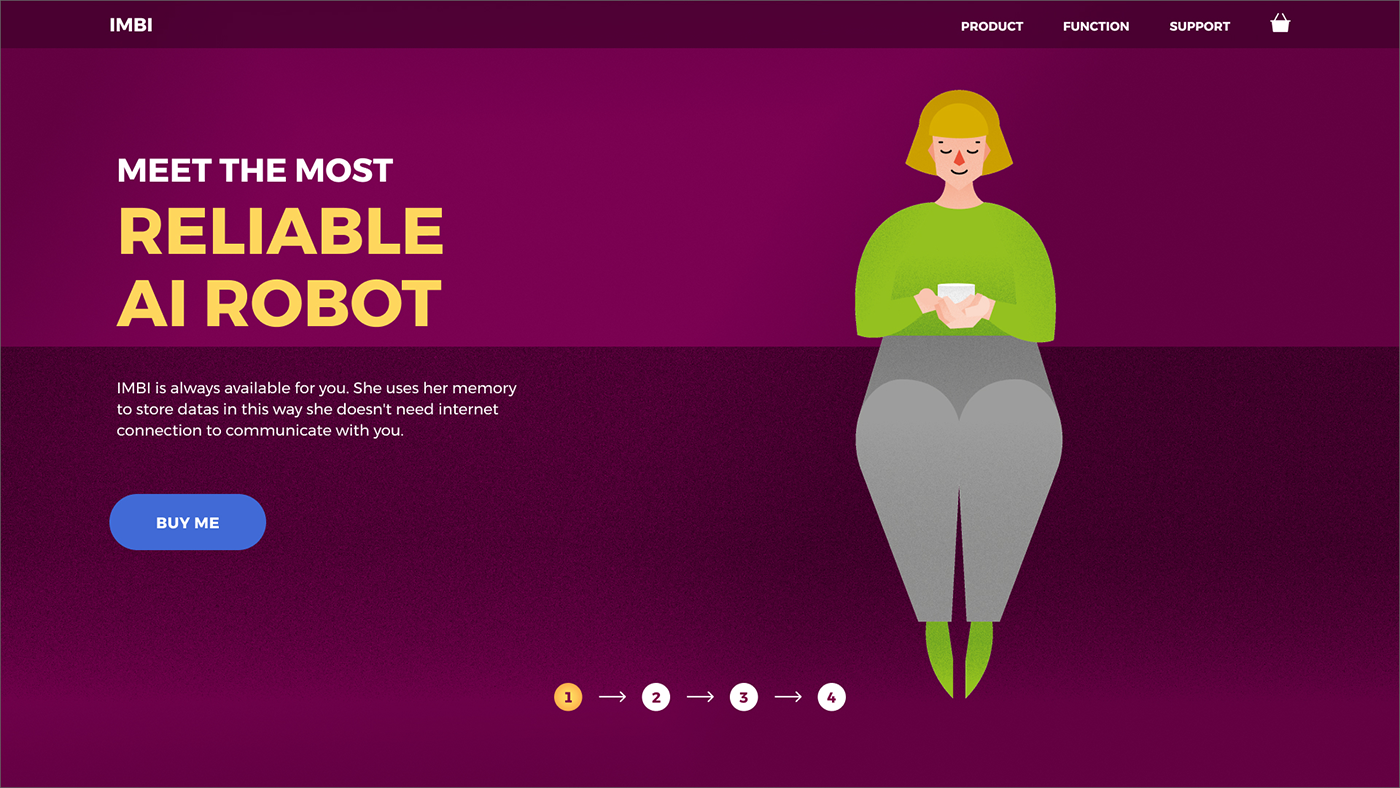 IMBI
PRODUCT FUNCTION SUPPORT
MEET THE MOST
RELIABLE
AI ROBOT
IMBI is always available for you. She uses her memory
to store datas in this way she doesn't need internet
connection to communicate with you.
BUY ME
1 2 3 4